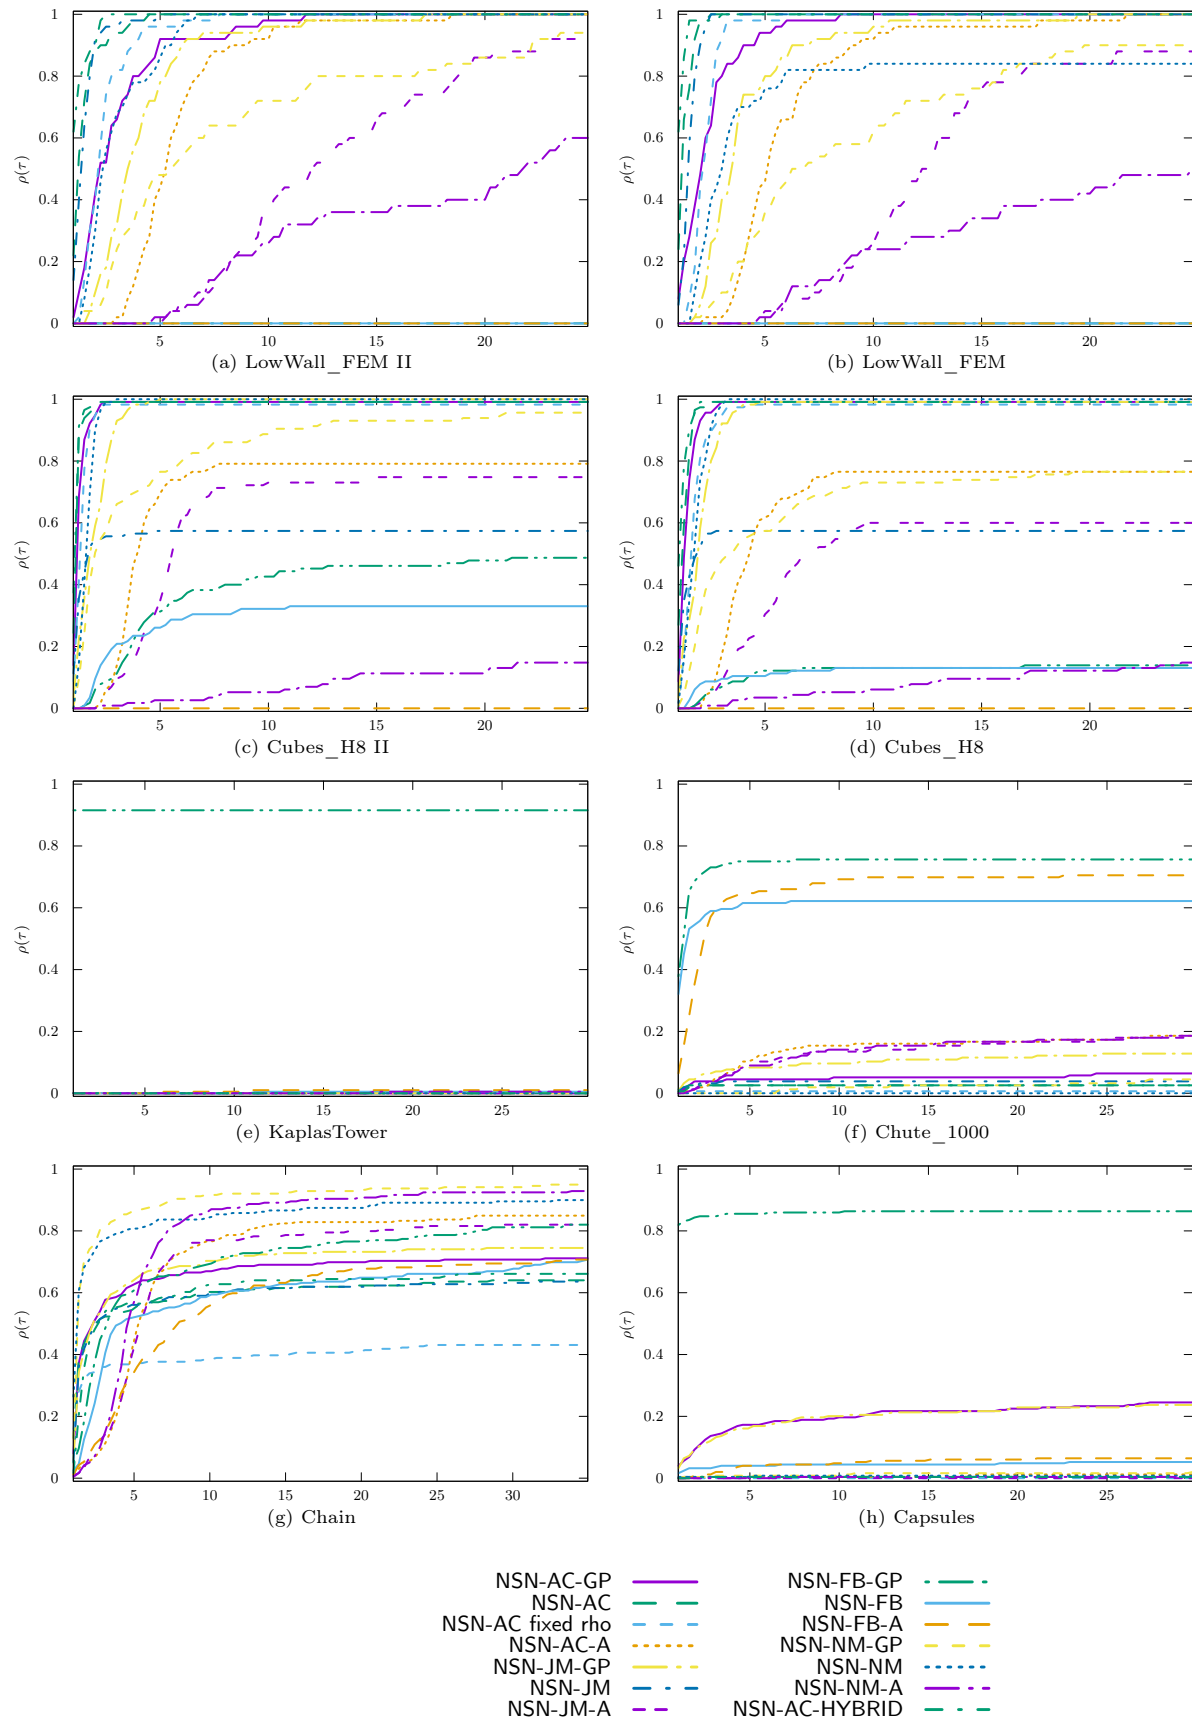 1
0.8
0.6
0.4
0.2
0
ρ(τ)
5 10 15 20
(a) LowWall_FEM II
1
0.8
0.6
0.4
0.2
0
ρ(τ)
5 10 15 20
(b) LowWall_FEM
1
0.8
0.6
0.4
0.2
0
ρ(τ)
5 10 15 20
(c) Cubes_H8 II
1
0.8
0.6
0.4
0.2
0
ρ(τ)
5 10 15 20
(d) Cubes_H8
1
0.8
0.6
0.4
0.2
0
ρ(τ)
5 10 15 20 25
(e) KaplasTower
1
0.8
0.6
0.4
0.2
0
ρ(τ)
5 10 15 20 25
(f) Chute_1000
1
0.8
0.6
0.4
0.2
0
ρ(τ)
5 10 15 20 25 30
(g) Chain
1
0.8
0.6
0.4
0.2
0
ρ(τ)
5 10 15 20 25
(h) Capsules
NSN-AC-GP
NSN-AC
NSN-AC fixed rho
NSN-AC-A
NSN-JM-GP
NSN-JM
NSN-JM-A
NSN-FB-GP
NSN-FB
NSN-FB-A
NSN-NM-GP
NSN-NM
NSN-NM-A
NSN-AC-HYBRID